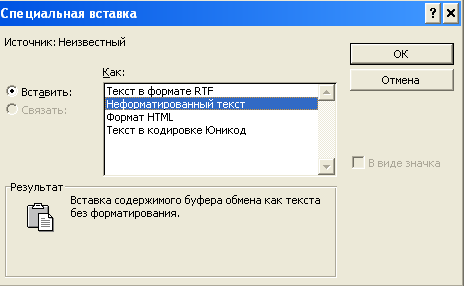 Специальная вставка
Источник: Неизвестный
Как:
Вставить:
Связать:
Текст в формате RTF
Неформатированный текст
Формат HTML
Текст в кодировке Юникод
OK
Отмена
В виде значка
Результат
Вставка содержимого буфера обмена как текста
без форматирования.